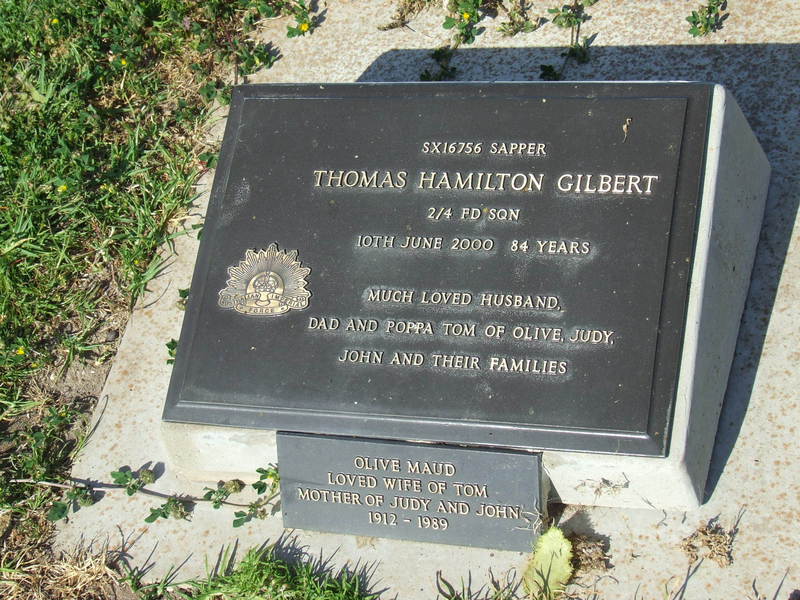 SX16756 SAPPER
THOMAS HAMILTON GILBERT
2/4 FD SQN
10TH JUNE 2000 84 YEARS
MUCH LOVED HUSBAND,
DAD AND POPPA TOM OF OLIVE, JUDY,
JOHN AND THEIR FAMILIES
OLIVE MAUD
LOVED WIFE OF TOM
MOTHER OF JUDY AND JOHN
1912 - 1989